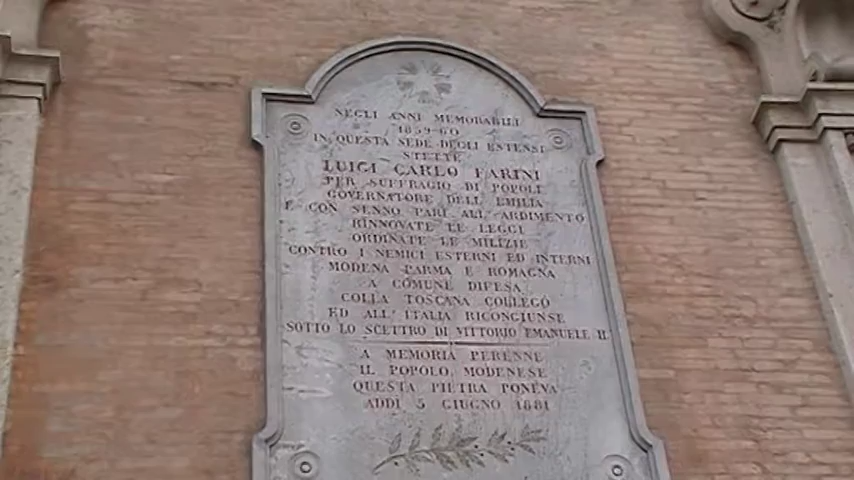 NEGLI ANNI MEMORABILI
1859-60
IN QUESTA SEDE DEGLI ESTENSI
STETTE
LUIGI CARLO FARINI
PER SUFFRAGIO DI POPOLI
GOVERNATORE DELL' EMILIA
E CON SENNO PARI ALL' ARDIMENTO
RINNOVATE LE LEGGI
ORDINATE LE MILIZIE
CONTRO I NEMICI ESTERNI ED INTERNI
MODENA PARMA E ROMAGNA
A COMUNE DIFESA
COLLA TOSCANA COLLEGÒ
ED ALL' ITALIA RICONGIUNSE
SOTTO LO SCETTRO DI VITTORIO EMANUELE II.
A MEMORIA PERENNE
IL POPOLO MODENESE
QUESTA PIETRA PONEVA
ADDI 5 GIUGNO 1881